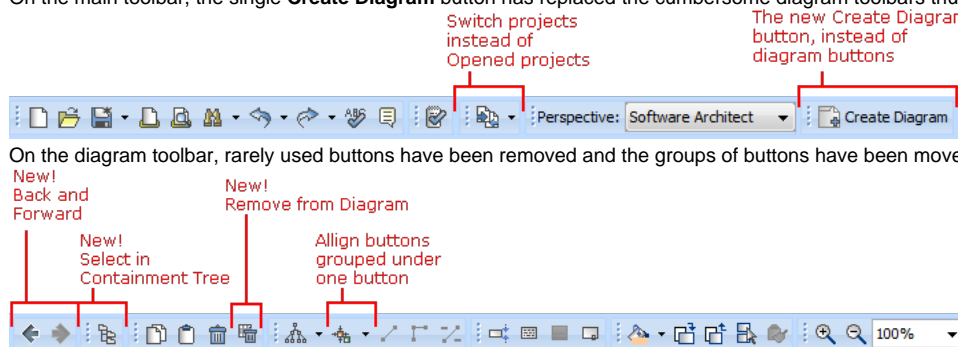 On the main toolbar, the single Create Diagram button has replaced the cumbersome diagram toolbars thu
Switch projects
instead of
Opened projects
The new Create Diagram
button, instead of
diagram buttons
Perspective: Software Architect
Create Diagram
On the diagram toolbar, rarely used buttons have been removed and the groups of buttons have been move
New!
Back and
Forward
New!
Remove from Diagram
New!
Select in
Containment Tree
Allign buttons
grouped under
one button
100%